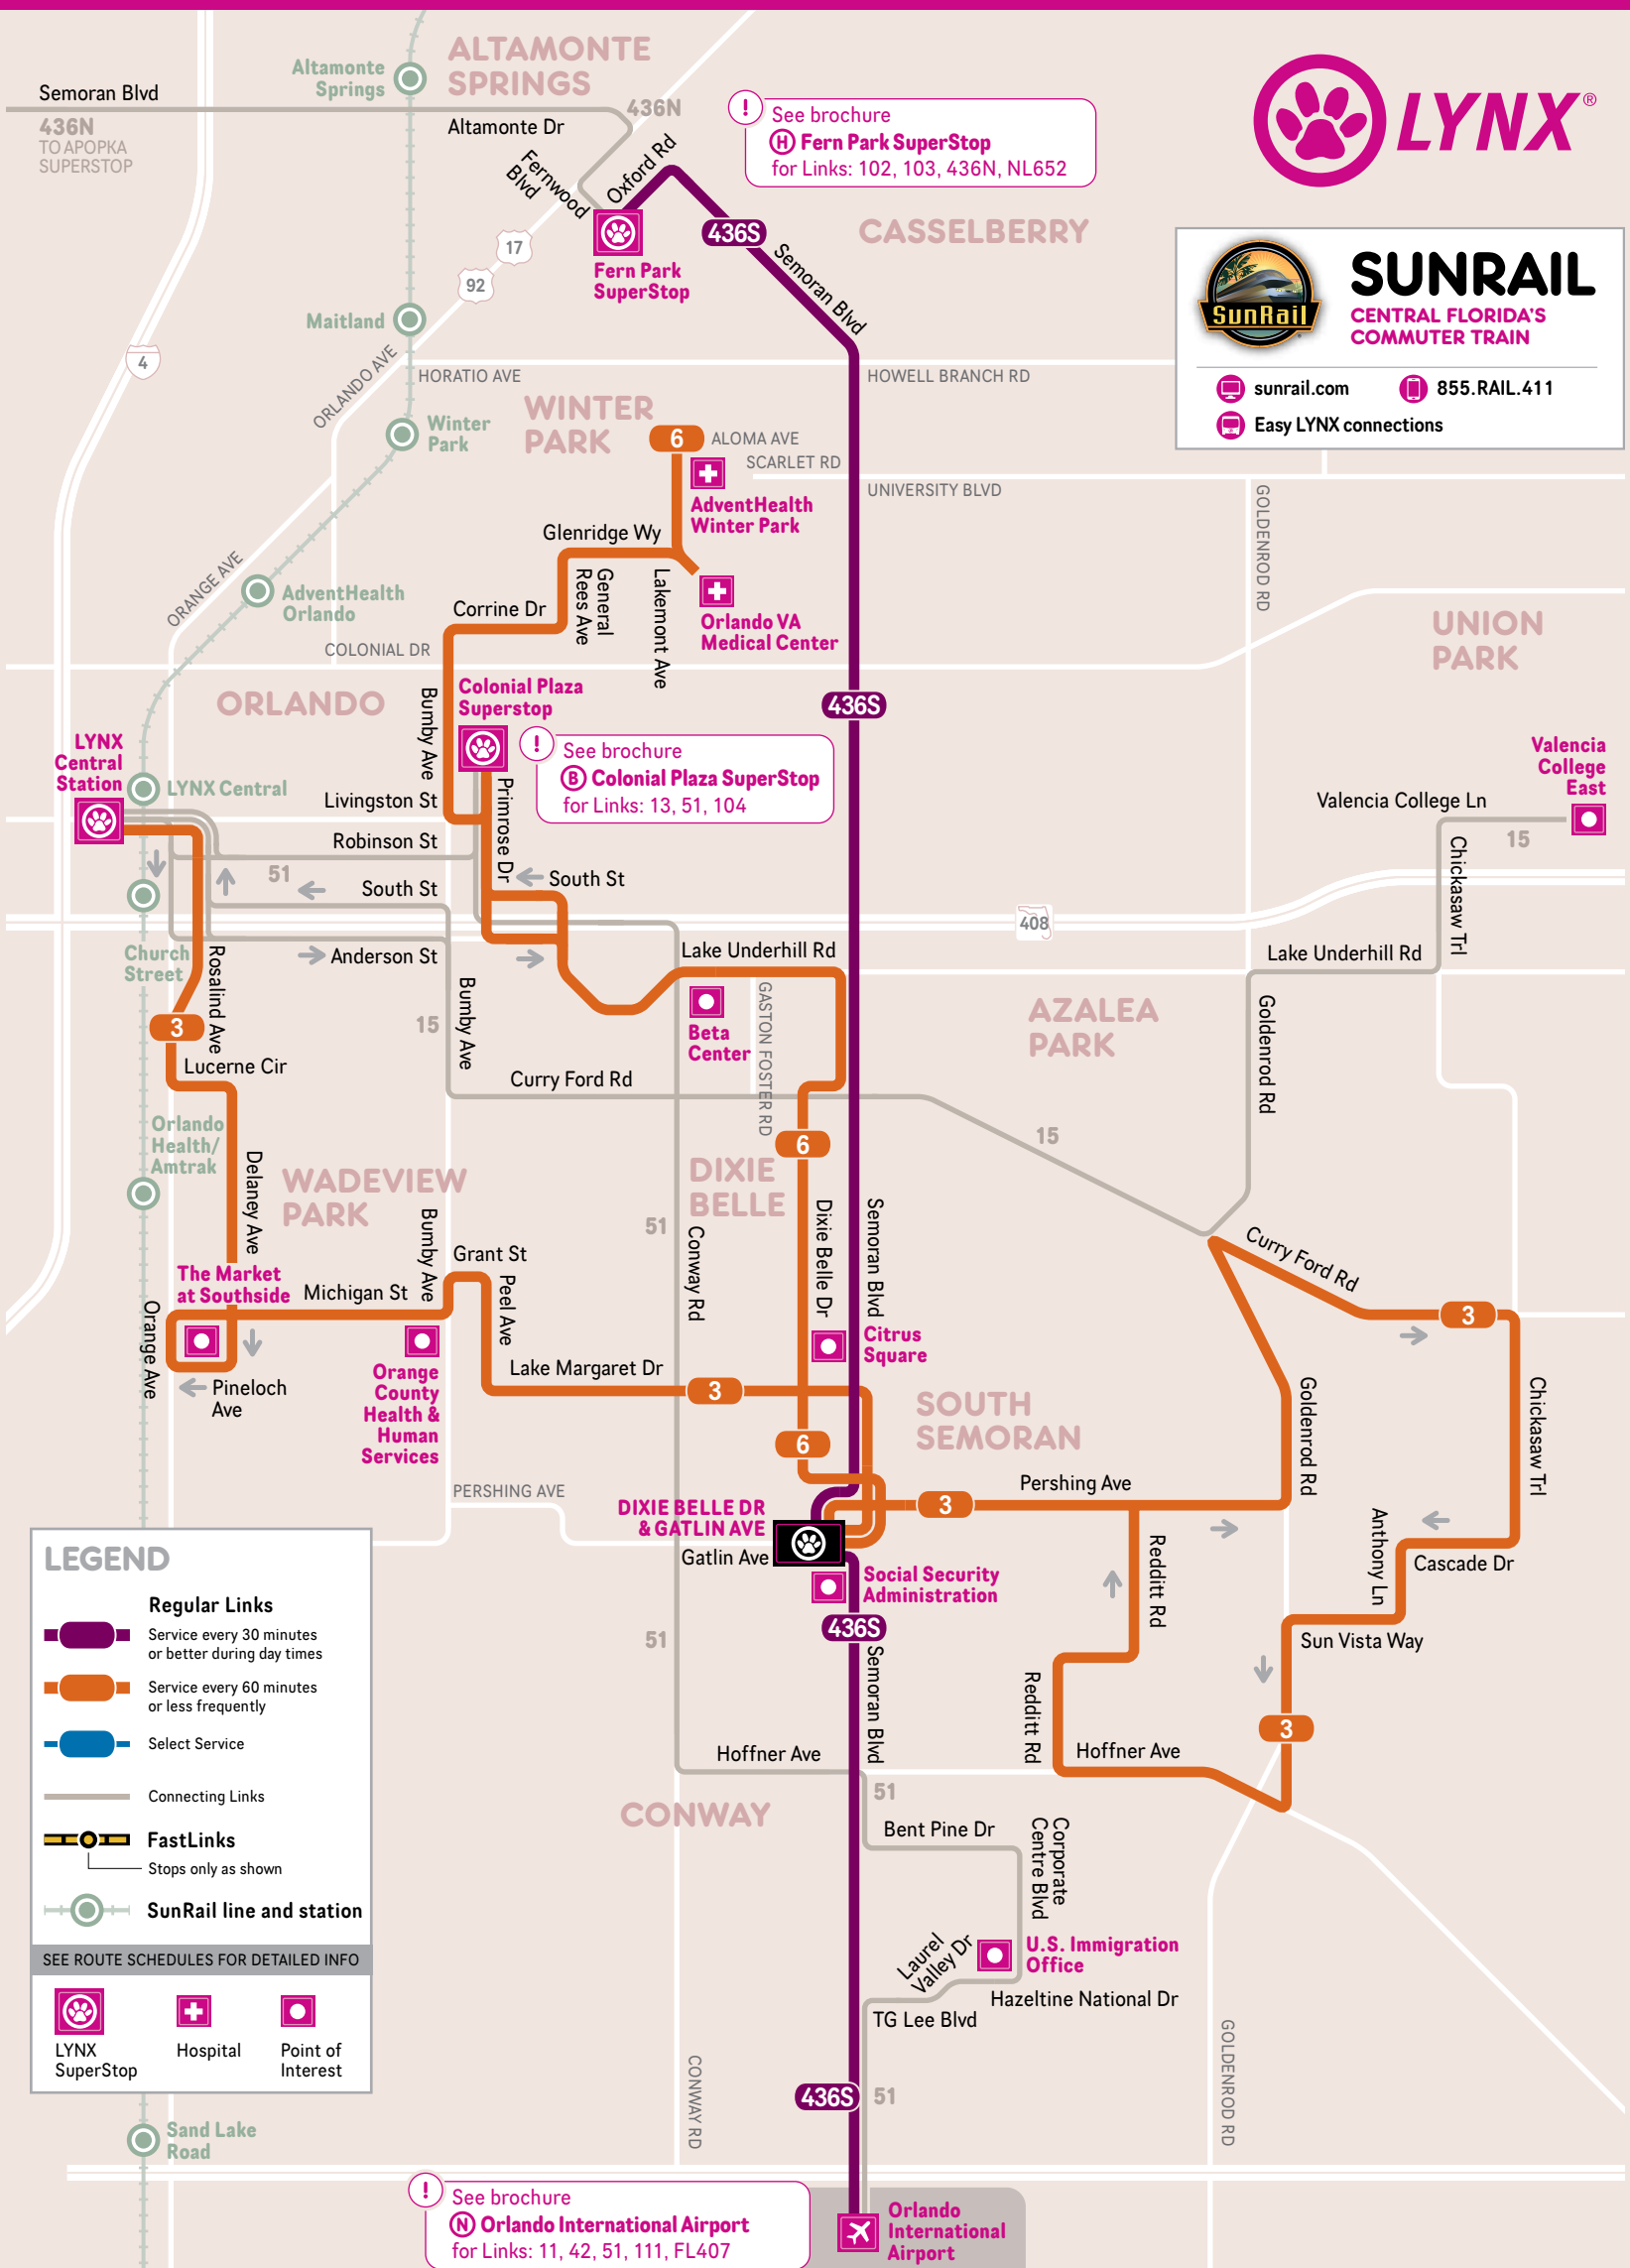 ALTAMONTE
SPRINGS
Altamonte
Springs
Semoran Blvd
436N
TO APOPKA
SUPERSTOP
436N
Altamonte Dr
Fernwood
Blvd
Oxford Rd
! See brochure
H Fern Park SuperStop
for Links: 102, 103, 436N, NL652
LYNX®
CASSELBERRY
436S
Semoran Blvd
17
92
Fern Park
SuperStop
SunRail
SUNRAIL
CENTRAL FLORIDA'S
COMMUTER TRAIN
sunrail.com
855.RAIL.411
Easy LYNX connections
Maitland
4
ORLANDO AVE
HORATIO AVE
HOWELL BRANCH RD
WINTER
PARK
Winter
Park
6
ALOMA AVE
SCARLET RD
UNIVERSITY BLVD
GOLDENROD RD
AdventHealth
Winter Park
Glenridge Wy
General
Rees Ave
Lakemont Ave
ORANGE AVE
AdventHealth
Orlando
Corrine Dr
Orlando VA
Medical Center
UNION
PARK
COLONIAL DR
ORLANDO
Bumby Ave
Colonial Plaza
Superstop
436S
LYNX
Central
Station
LYNX Central
! See brochure
B Colonial Plaza SuperStop
for Links: 13, 51, 104
Valencia
College
East
Valencia College Ln
15
Livingston St
Primrose Dr
Robinson St
51
South St
South St
Chickasaw Trl
408
Church
Street
Rosalind Ave
Anderson St
Lake Underhill Rd
Lake Underhill Rd
3
15
Bumby Ave
Beta
Center
GASTON FOSTER RD
AZALEA
PARK
Goldenrod Rd
Lucerne Cir
Curry Ford Rd
Orlando
Health/
Amtrak
6
15
Delaney Ave
WADEVIEW
PARK
DIXIE
BELLE
51
Bumby Ave
Grant St
Conway Rd
Dixie Belle Dr
Semoran Blvd
Curry Ford Rd
The Market
at Southside
Michigan St
Peel Ave
3
Orange Ave
Citrus
Square
Orange
County
Health &
Human
Services
Lake Margaret Dr
3
Pineloch
Ave
SOUTH
SEMORAN
Goldenrod Rd
Chickasaw Trl
6
PERSHING AVE
Pershing Ave
3
DIXIE BELLE DR
& GATLIN AVE
Gatlin Ave
Redditt Rd
Anthony Ln
Cascade Dr
Social Security
Administration
436S
51
Sun Vista Way
Semoran Blvd
Redditt Rd
3
Hoffner Ave
Hoffner Ave
51
CONWAY
Bent Pine Dr
Corporate
Centre Blvd
Laurel
Valley Dr
U.S. Immigration
Office
Hazeltine National Dr
TG Lee Blvd
GOLDENROD RD
CONWAY RD
436S
51
LEGEND
Regular Links
Service every 30 minutes
or better during day times
Service every 60 minutes
or less frequently
Select Service
Connecting Links
FastLinks
Stops only as shown
SunRail line and station
SEE ROUTE SCHEDULES FOR DETAILED INFO
LYNX
SuperStop
Hospital
Point of
Interest
Sand Lake
Road
! See brochure
N Orlando International Airport
for Links: 11, 42, 51, 111, FL407
Orlando
International
Airport